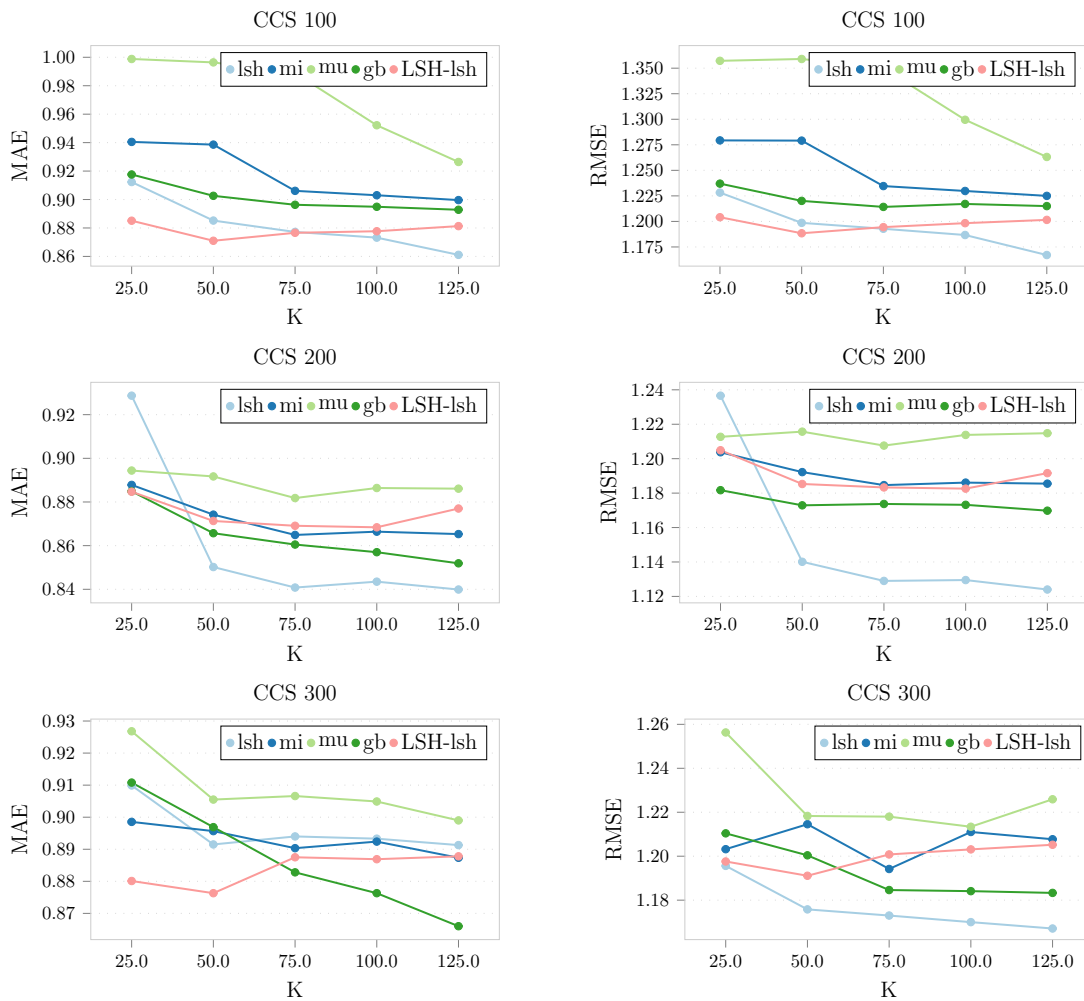 CCS 100
1.00
0.98
0.96
0.94
0.92
0.90
0.88
0.86
MAE
lsh mi mu gb LSH-lsh
25.0 50.0 75.0 100.0 125.0
K
CCS 100
1.350
1.325
1.300
1.275
1.250
1.225
1.200
1.175
RMSE
lsh mi mu gb LSH-lsh
25.0 50.0 75.0 100.0 125.0
K
CCS 200
0.92
0.90
0.88
0.86
0.84
MAE
lsh mi mu gb LSH-lsh
25.0 50.0 75.0 100.0 125.0
K
CCS 200
1.24
1.22
1.20
1.18
1.16
1.14
1.12
RMSE
lsh mi mu gb LSH-lsh
25.0 50.0 75.0 100.0 125.0
K
CCS 300
0.93
0.92
0.91
0.90
0.89
0.88
0.87
MAE
lsh mi mu gb LSH-lsh
25.0 50.0 75.0 100.0 125.0
K
CCS 300
1.26
1.24
1.22
1.20
1.18
RMSE
lsh mi mu gb LSH-lsh
25.0 50.0 75.0 100.0 125.0
K